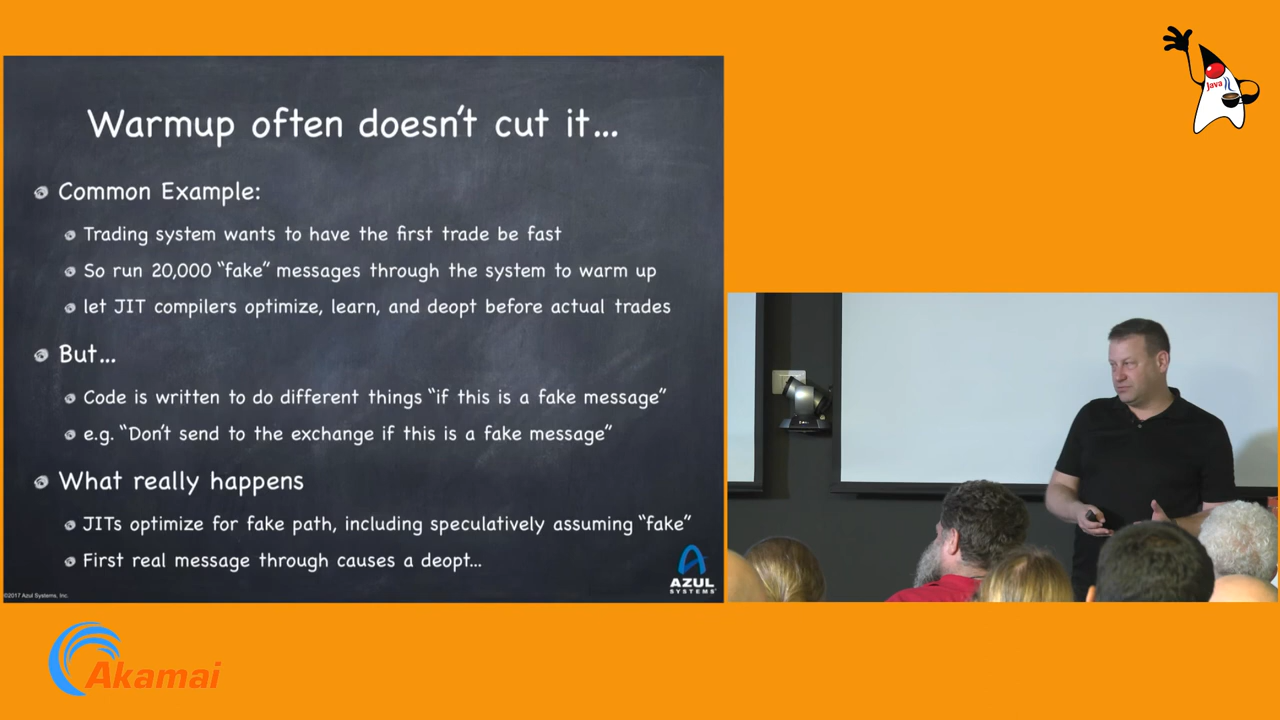 Warmup often doesn't cut it...
Common Example:
Trading system wants to have the first trade be fast
So run 20,000 “fake” messages through the system to warm up
let JIT compilers optimize, learn, and deopt before actual trades
But...
Code is written to do different things “if this is a fake message”
e.g. “Don't send to the exchange if this is a fake message”
What really happens
JITs optimize for fake path, including speculatively assuming “fake”
First real message through causes a deopt...
©2017 Azul Systems, Inc.
AZUL
SYSTEMS
Java
Akamai